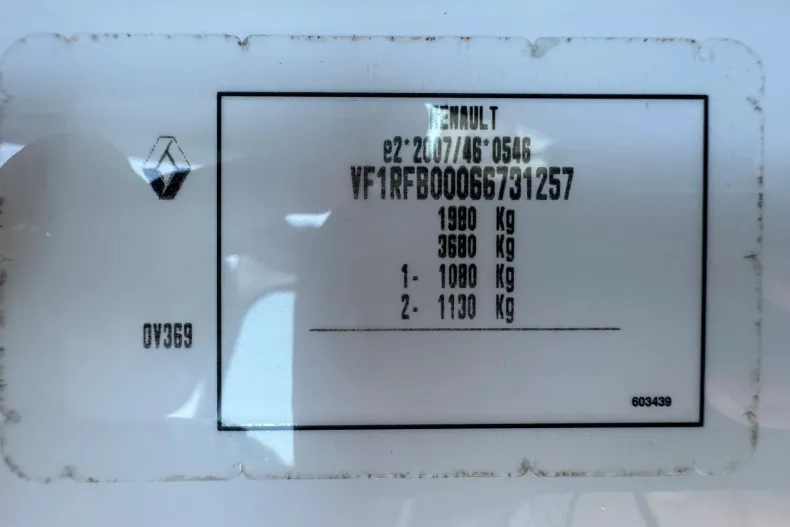 RENAULT
e2*2007/46*0546
VF1RFB00066731257
1980 Kg
3680 Kg
1- 1080 Kg
2- 1130 Kg
0V369
603439